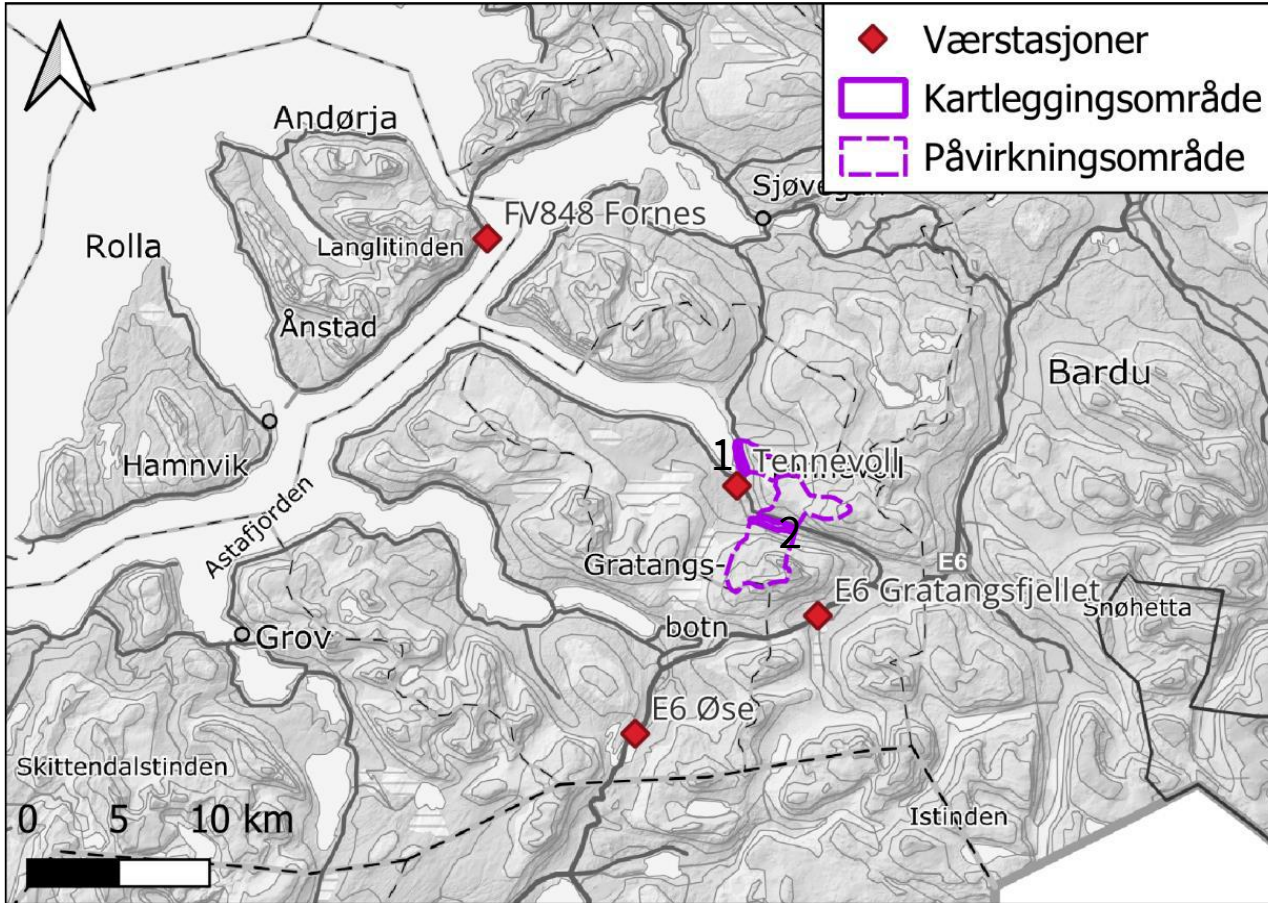 Værstasjoner
Kartleggingsområde
Påvirkningsområde
Andørja
Sjøvegan
FV848 Fornes
Rolla
Langlitinden
Ånstad
Bardu
1
Tennevoll
Hamnvik
2
Astafjorden
Gratangs-
E6
E6 Gratangsfjellet
Snøhetta
botn
Grov
E6 Øse
Skittendalstinden
0 5 10 km
Istinden